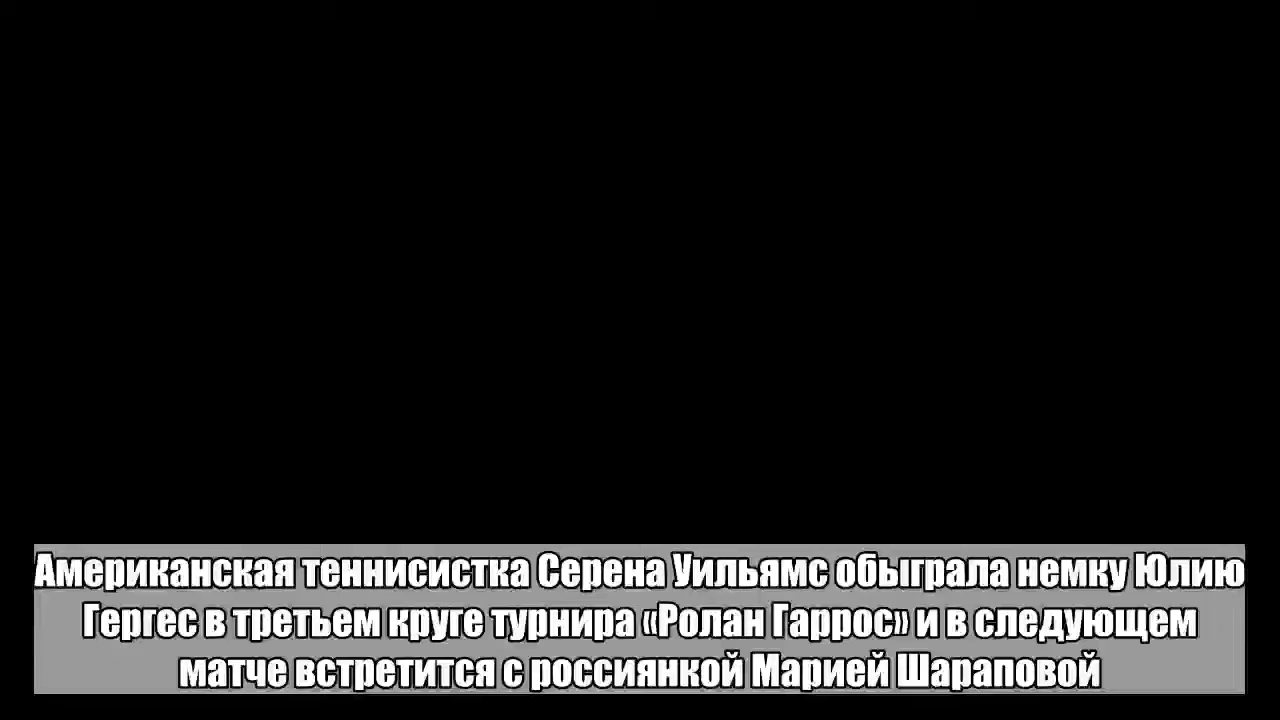 Американская теннисистка Серена Уильямс обыграла немку Юлию
Гергес в третьем круге турнира «Ролан Гаррос» и в следующем
матче встретится с россиянкой Марией Шараповой